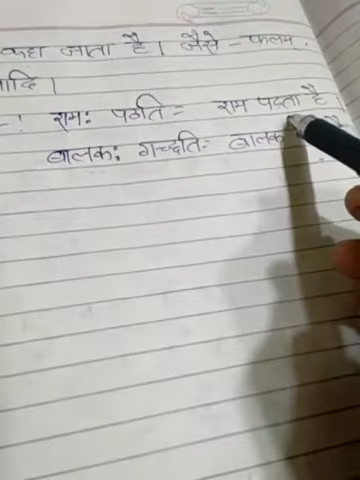 कहा जाता है। जैसे – कलम,
आदि।
–! रामः पठति = राम पढ़ता है।
बालकः गच्छति- बालक